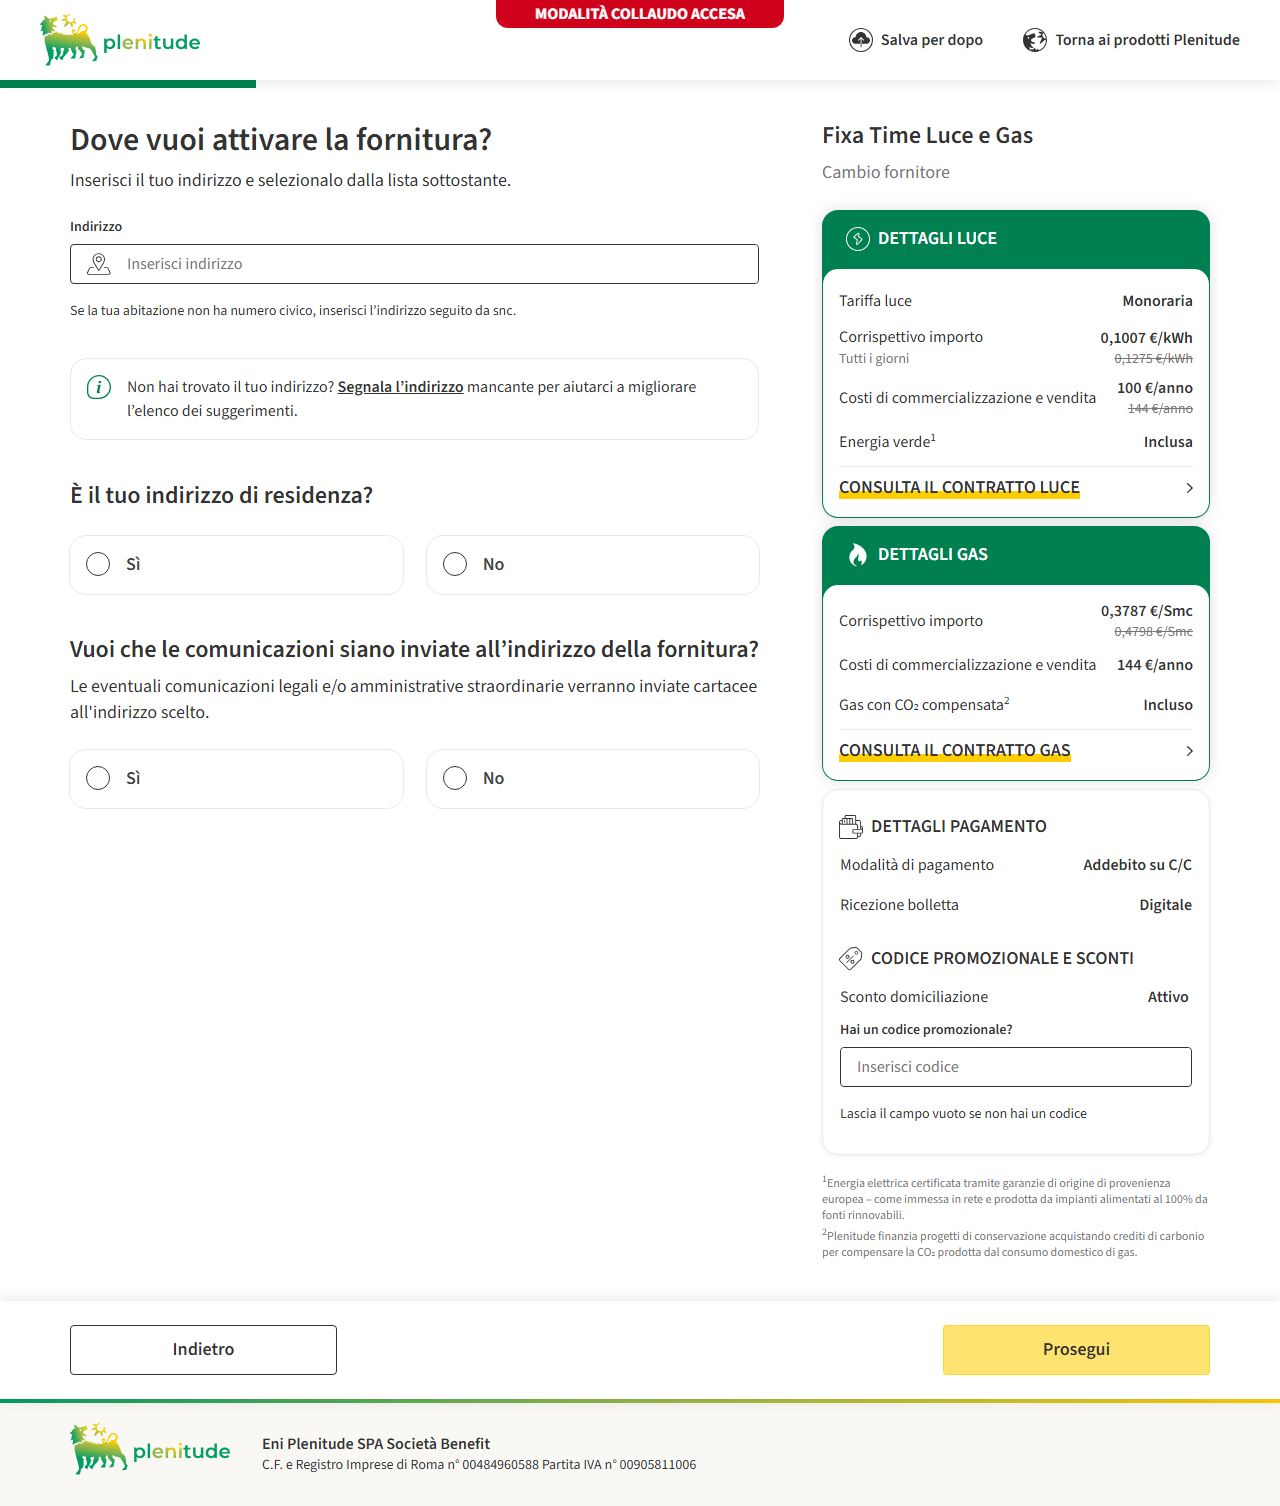 MODALITÀ COLLAUDO ACCESA
plenitude
Salva per dopo
Torna ai prodotti Plenitude
Dove vuoi attivare la fornitura?
Inserisci il tuo indirizzo e selezionalo dalla lista sottostante.
Indirizzo
Inserisci indirizzo
Se la tua abitazione non ha numero civico, inserisci l’indirizzo seguito da snc.
Non hai trovato il tuo indirizzo? Segnala l’indirizzo mancante per aiutarci a migliorare
l’elenco dei suggerimenti.
È il tuo indirizzo di residenza?
Sì
No
Vuoi che le comunicazioni siano inviate all’indirizzo della fornitura?
Le eventuali comunicazioni legali e/o amministrative straordinarie verranno inviate cartacee
all'indirizzo scelto.
Sì
No
Fixa Time Luce e Gas
Cambio fornitore
DETTAGLI LUCE
Tariffa luce
Monoraria
Corrispettivo importo
0,1007 €/kWh
Tutti i giorni
0,1275 €/kWh
Costi di commercializzazione e vendita
100 €/anno
144 €/anno
Energia verde¹
Inclusa
CONSULTA IL CONTRATTO LUCE
DETTAGLI GAS
Corrispettivo importo
0,3787 €/Smc
0,4798 €/Smc
Costi di commercializzazione e vendita
144 €/anno
Gas con CO₂ compensata²
Incluso
CONSULTA IL CONTRATTO GAS
DETTAGLI PAGAMENTO
Modalità di pagamento
Addebito su C/C
Ricezione bolletta
Digitale
CODICE PROMOZIONALE E SCONTI
Sconto domiciliazione
Attivo
Hai un codice promozionale?
Inserisci codice
Lascia il campo vuoto se non hai un codice
¹Energia elettrica certificata tramite garanzie di origine di provenienza
europea – come immessa in rete e prodotta da impianti alimentati al 100% da
fonti rinnovabili.
²Plenitude finanzia progetti di conservazione acquistando crediti di carbonio
per compensare la CO₂ prodotta dal consumo domestico di gas.
Indietro
Prosegui
plenitude
Eni Plenitude SPA Società Benefit
C.F. e Registro Imprese di Roma n° 00484960588 Partita IVA n° 00905811006